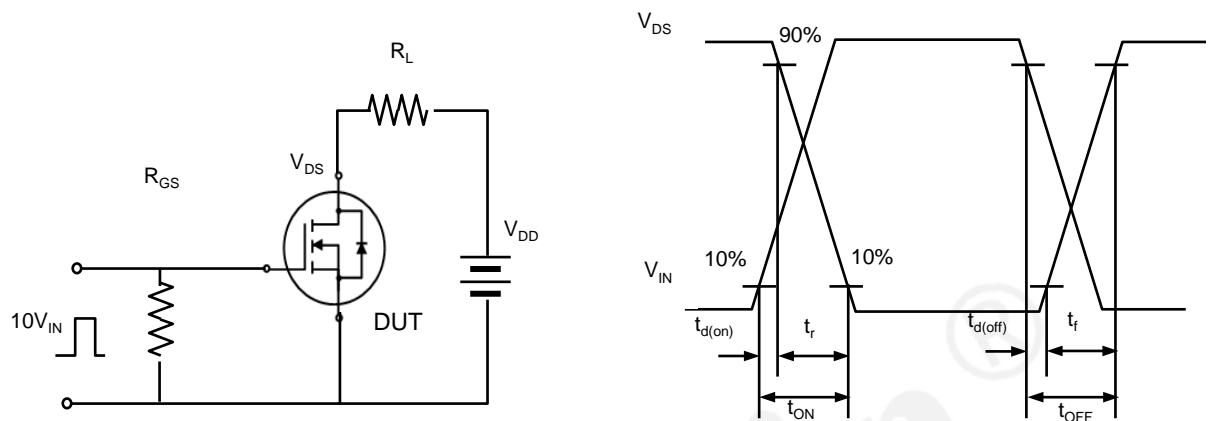 R_L
V_DS
R_GS
V_DD
10V_IN
DUT
V_DS
90%
V_IN
10%
10%
t_d(on)
t_r
t_d(off)
t_f
t_ON
t_OFF
®